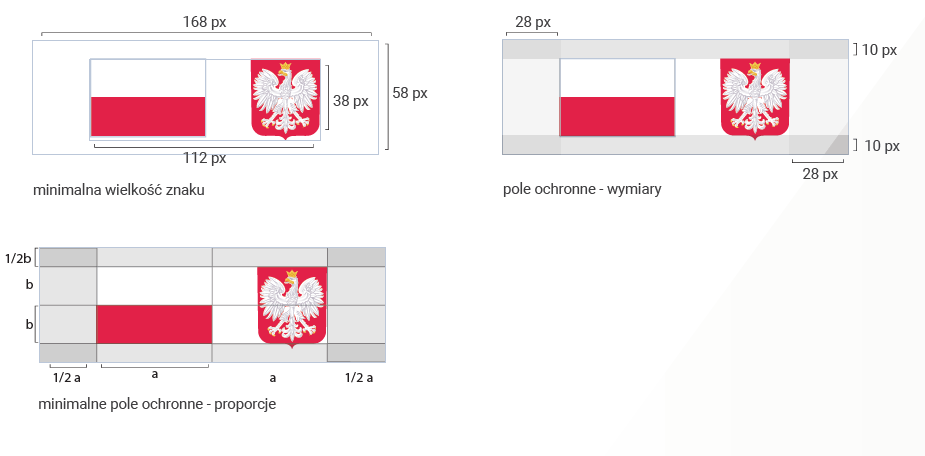 168 px
38 px
58 px
112 px
minimalna wielkość znaku
28 px
10 px
10 px
28 px
pole ochronne - wymiary
1/2b
b
b
1/2 a
a
a
1/2 a
minimalne pole ochronne - proporcje